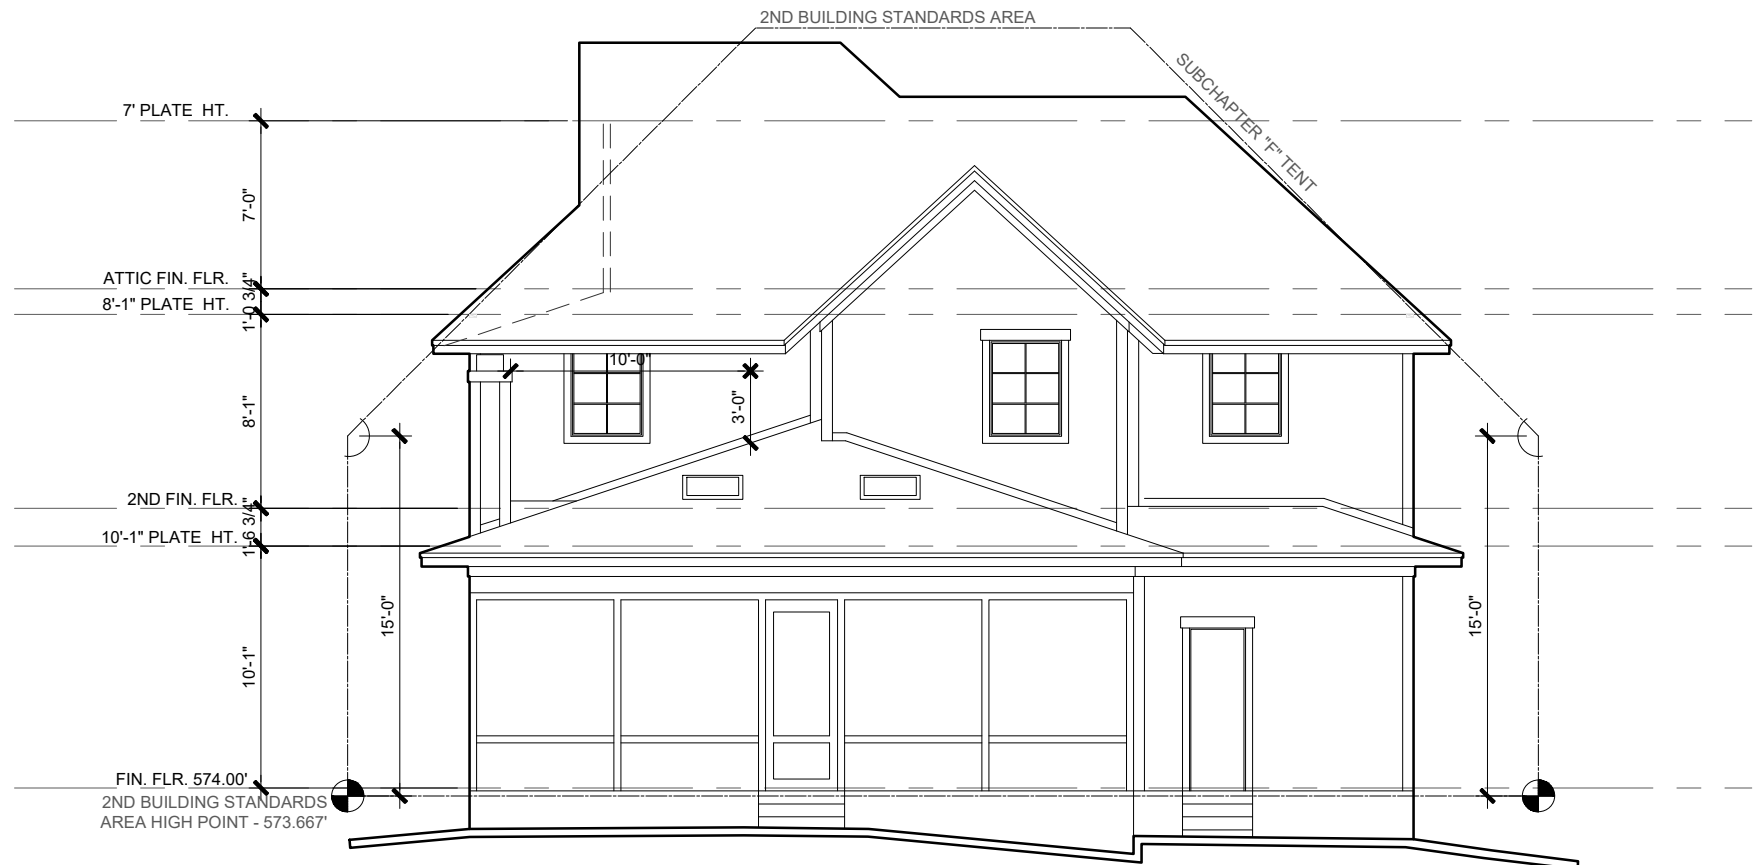 2ND BUILDING STANDARDS AREA
SUBCHAPTER "F" TENT
7' PLATE HT.
7'-0"
ATTIC FIN. FLR.
1'-0 3/4"
8'-1" PLATE HT.
10'-0"
3'-0"
8'-1"
2ND FIN. FLR.
1'-6 3/4"
10'-1" PLATE HT.
15'-0"
15'-0"
10'-1"
FIN. FLR. 574.00'
2ND BUILDING STANDARDS
AREA HIGH POINT - 573.667'